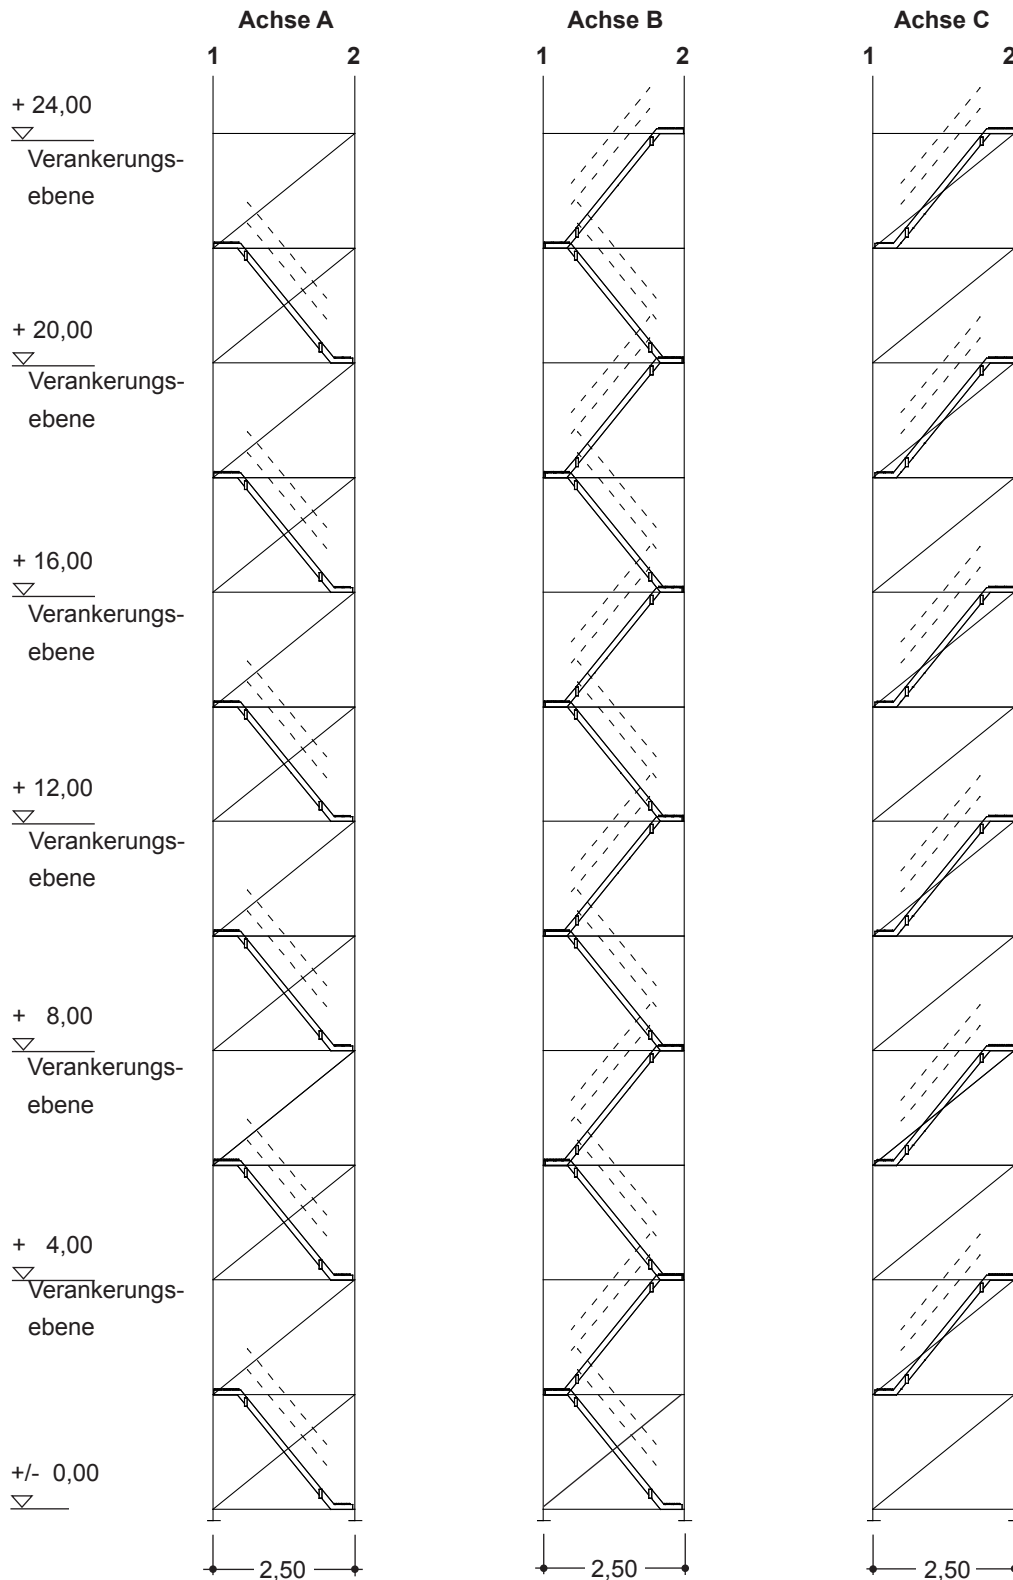 Achse A
Achse B
Achse C
1 2
1 2
1 2
+ 24,00
Verankerungs-
ebene
+ 20,00
Verankerungs-
ebene
+ 16,00
Verankerungs-
ebene
+ 12,00
Verankerungs-
ebene
+ 8,00
Verankerungs-
ebene
+ 4,00
Verankerungs-
ebene
+/- 0,00
2,50
2,50
2,50